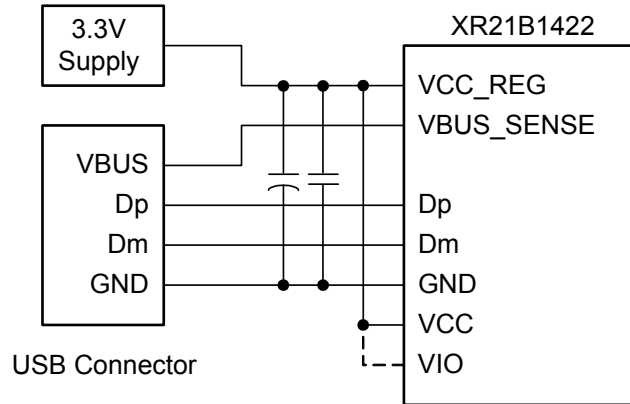 3.3V
Supply
XR21B1422
VCC_REG
VBUS_SENSE
VBUS
Dp
Dm
GND
Dp
Dm
GND
VCC
VIO
USB Connector